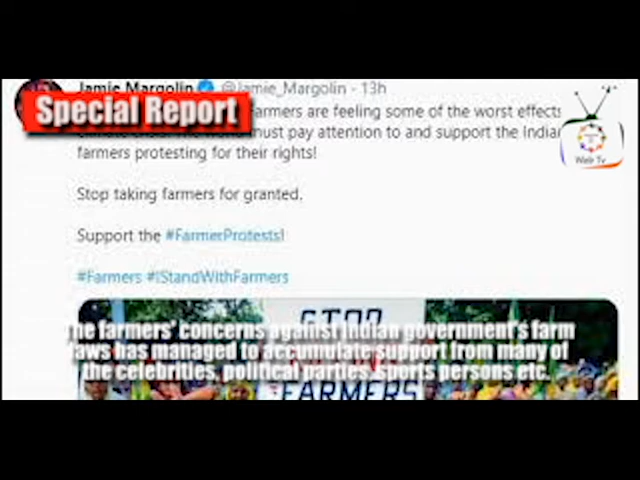 Jamie Margolin @Jamie_Margolin - 13h
Special Report
farmers are feeling some of the worst effects
must pay attention to and support the Indian
farmers protesting for their rights!
Web Tv
Stop taking farmers for granted.
Support the #FarmerProtests!
#Farmers #IStandWithFarmers
STOP
The farmers' concerns against Indian government's farm
laws has managed to accumulate support from many of
the celebrities, political parties, sports persons etc.
FARMERS